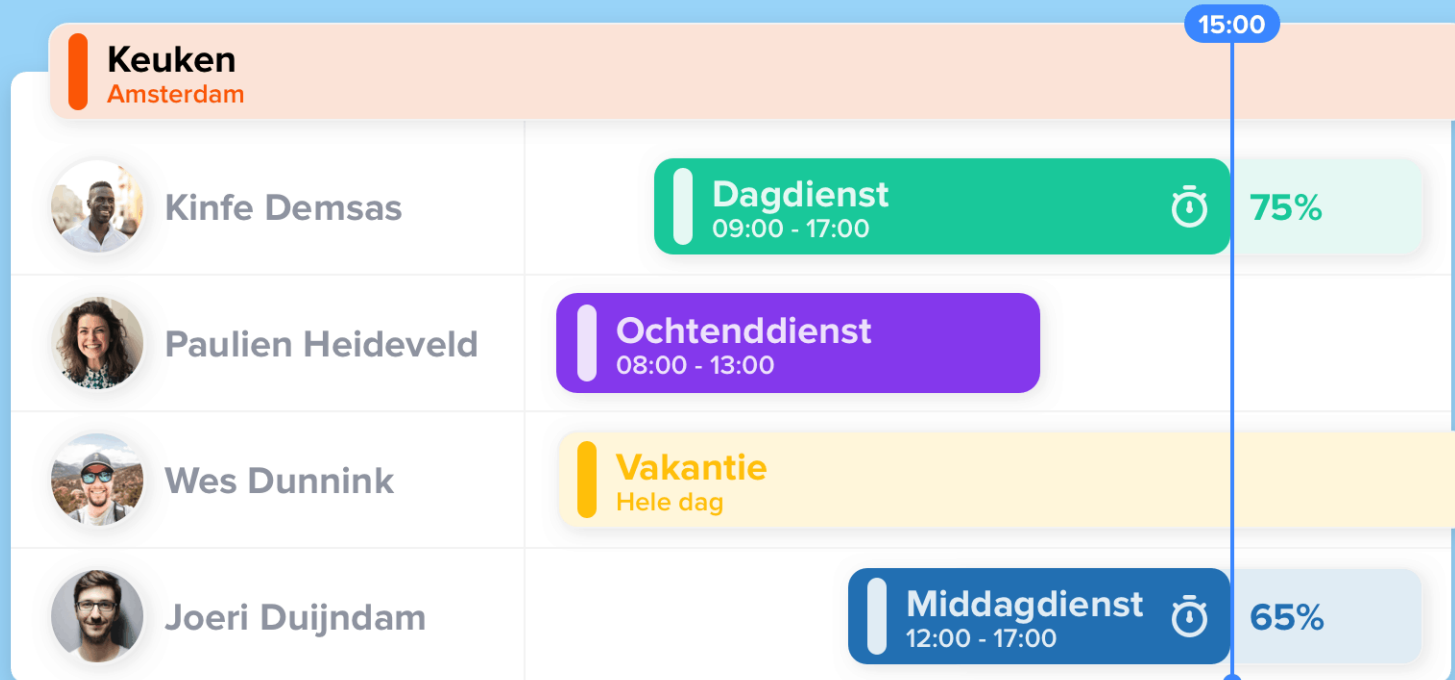 15:00
Keuken
Amsterdam
Kinfe Demsas
Dagdienst
09:00 - 17:00
75%
Paulien Heideveld
Ochtenddienst
08:00 - 13:00
Wes Dunnink
Vakantie
Hele dag
Joeri Duijndam
Middagdienst
12:00 - 17:00
65%